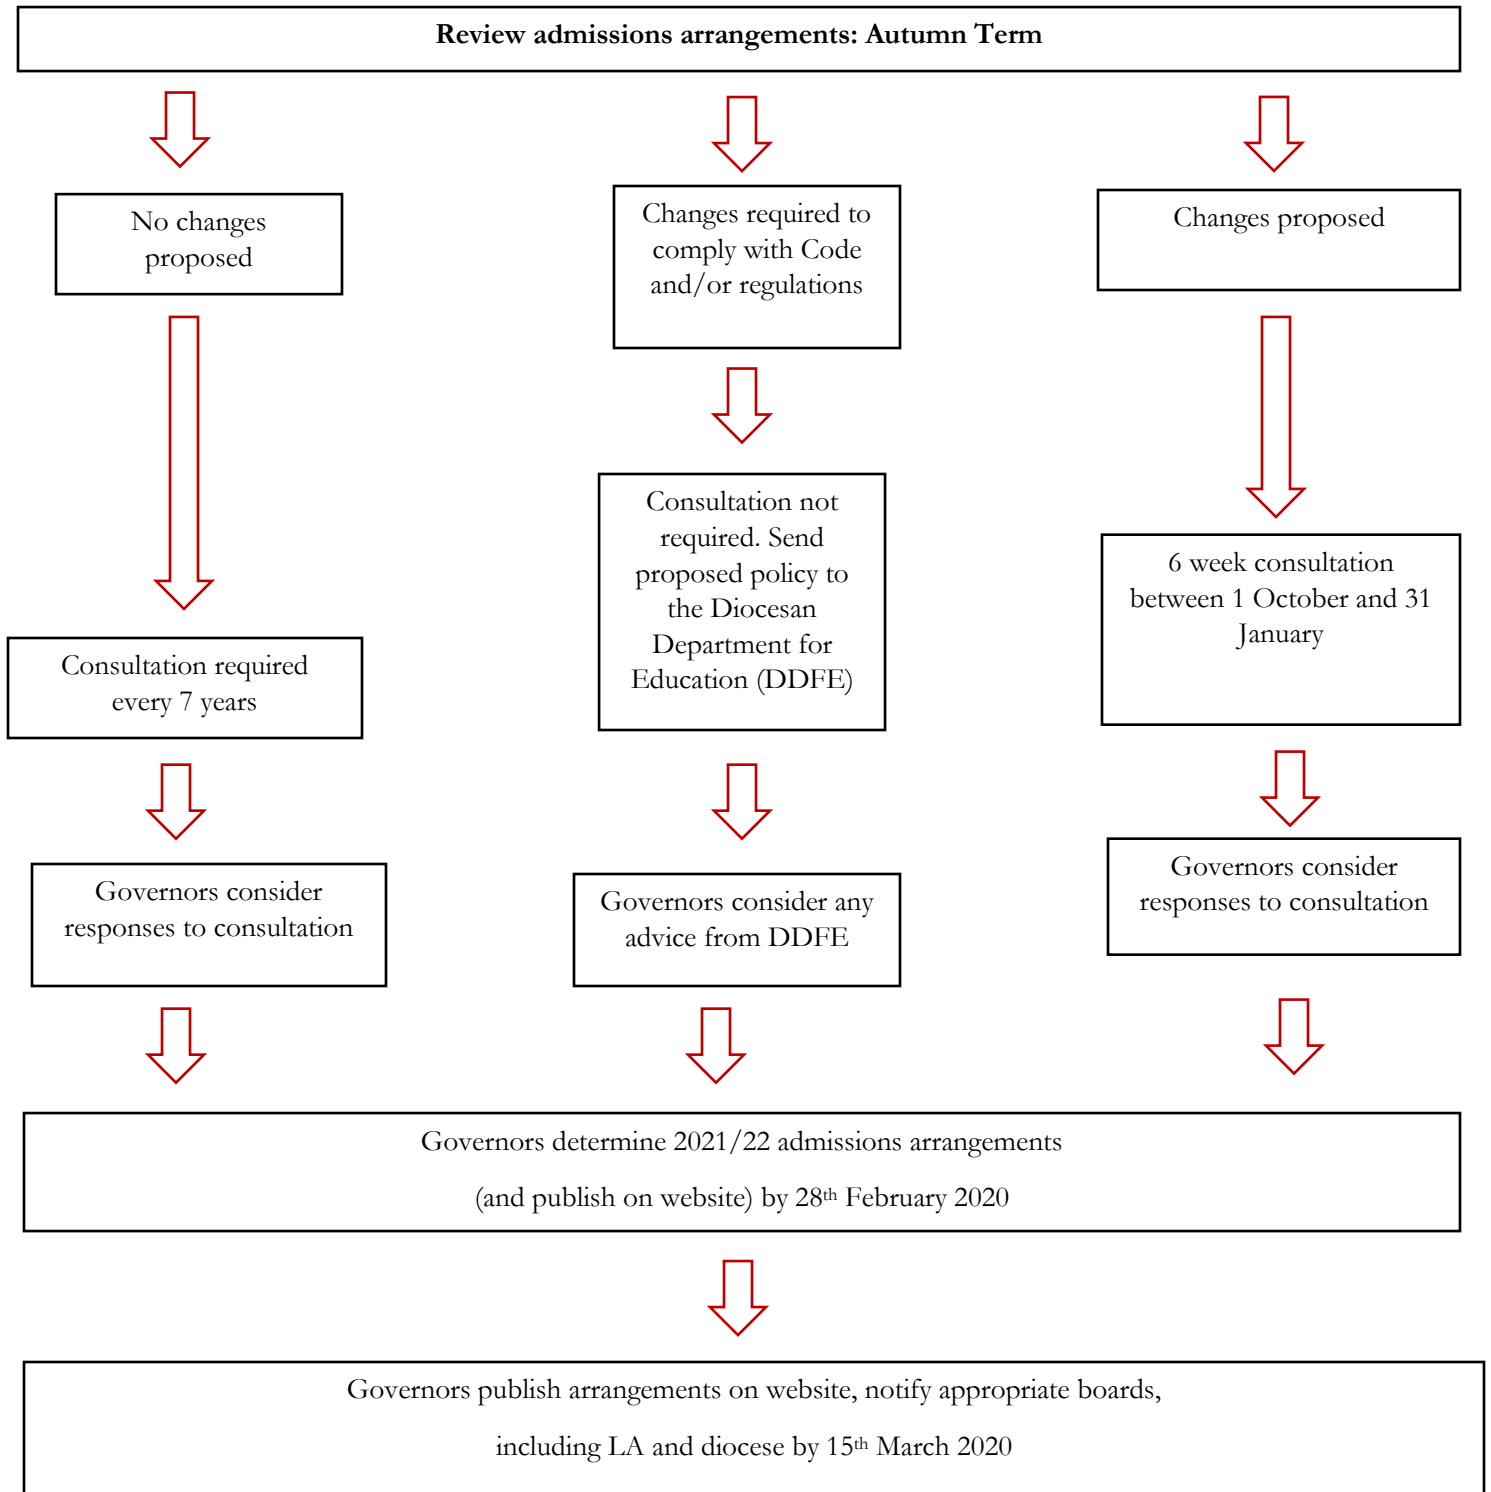 Review admissions arrangements: Autumn Term
No changes
proposed
Changes required to
comply with Code
and/or regulations
Changes proposed
Consultation required
every 7 years
Consultation not
required. Send
proposed policy to
the Diocesan
Department for
Education (DDFE)
6 week consultation
between 1 October and 31
January
Governors consider
responses to consultation
Governors consider any
advice from DDFE
Governors consider
responses to consultation
Governors determine 2021/22 admissions arrangements
(and publish on website) by 28th February 2020
Governors publish arrangements on website, notify appropriate boards,
including LA and diocese by 15th March 2020